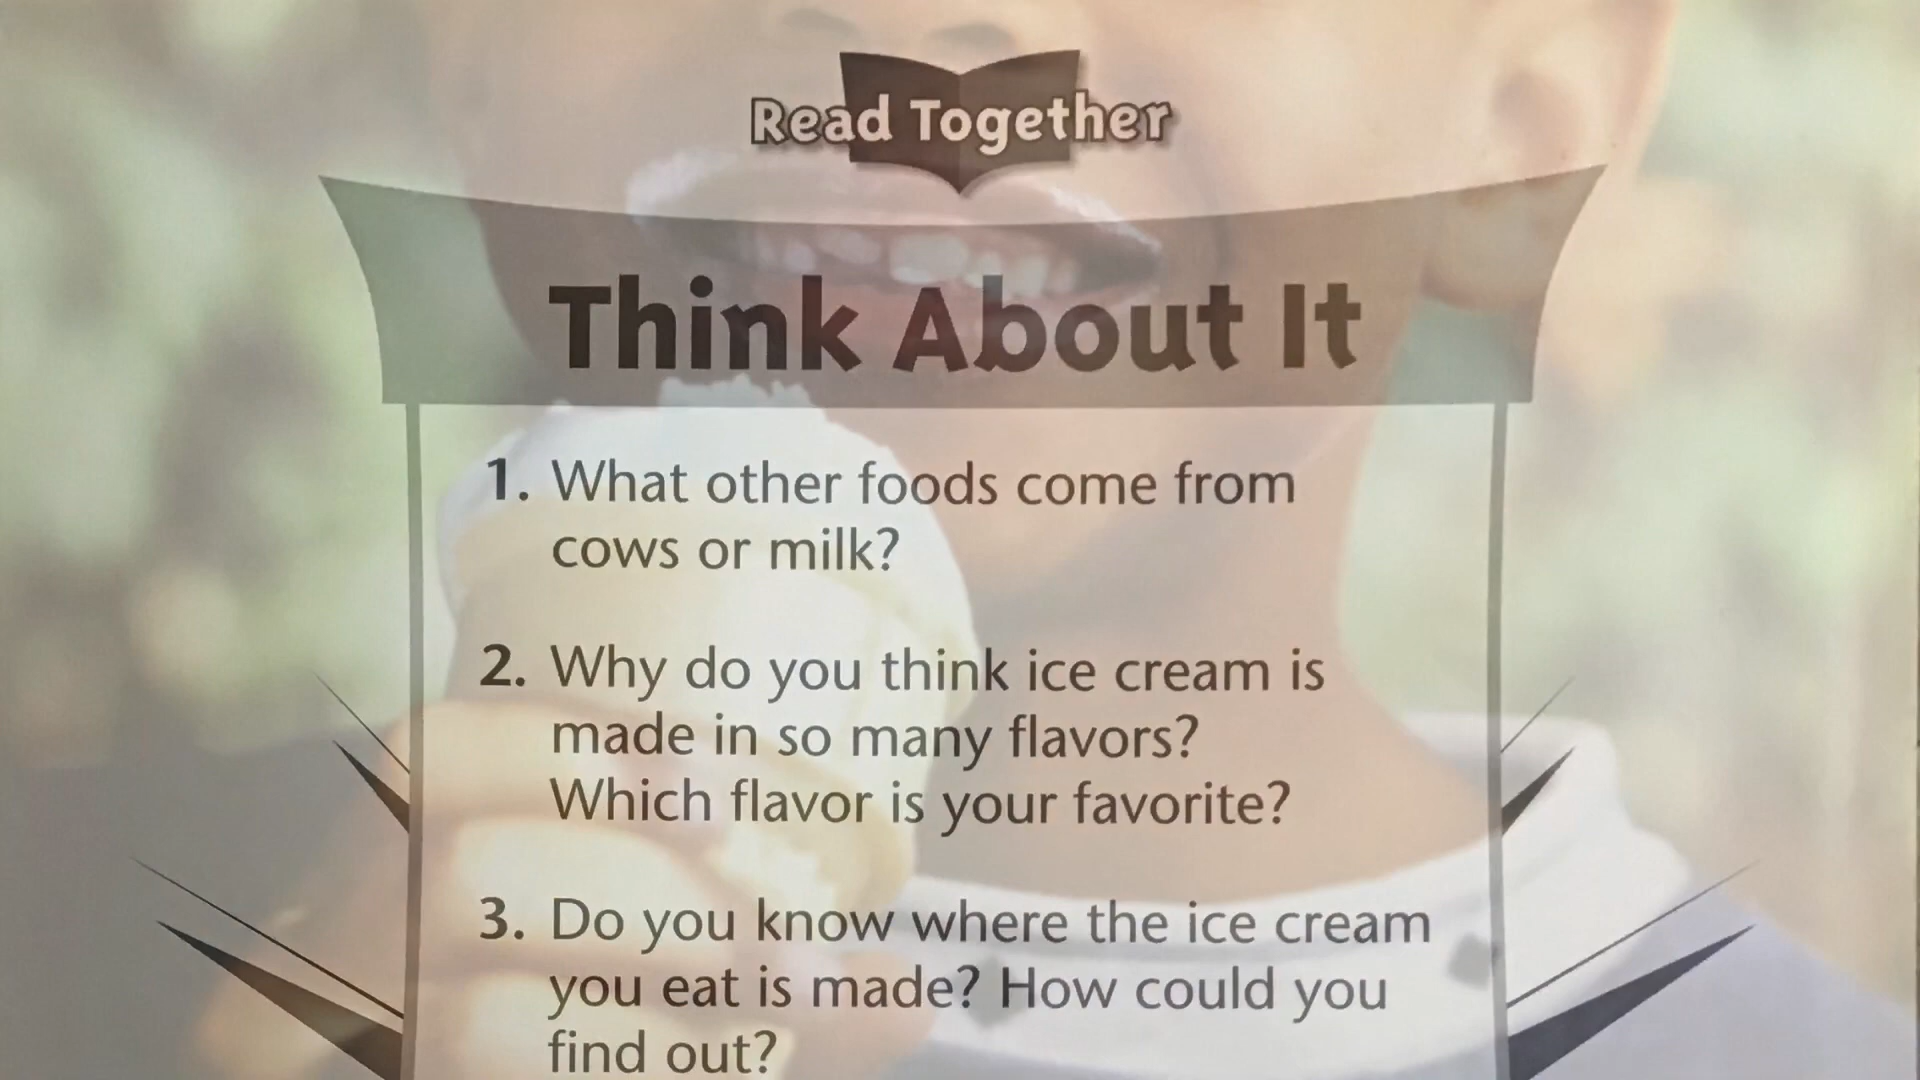 Read Together
Think About It
1. What other foods come from
cows or milk?
2. Why do you think ice cream is
made in so many flavors?
Which flavor is your favorite?
3. Do you know where the ice cream
you eat is made? How could you
find out?